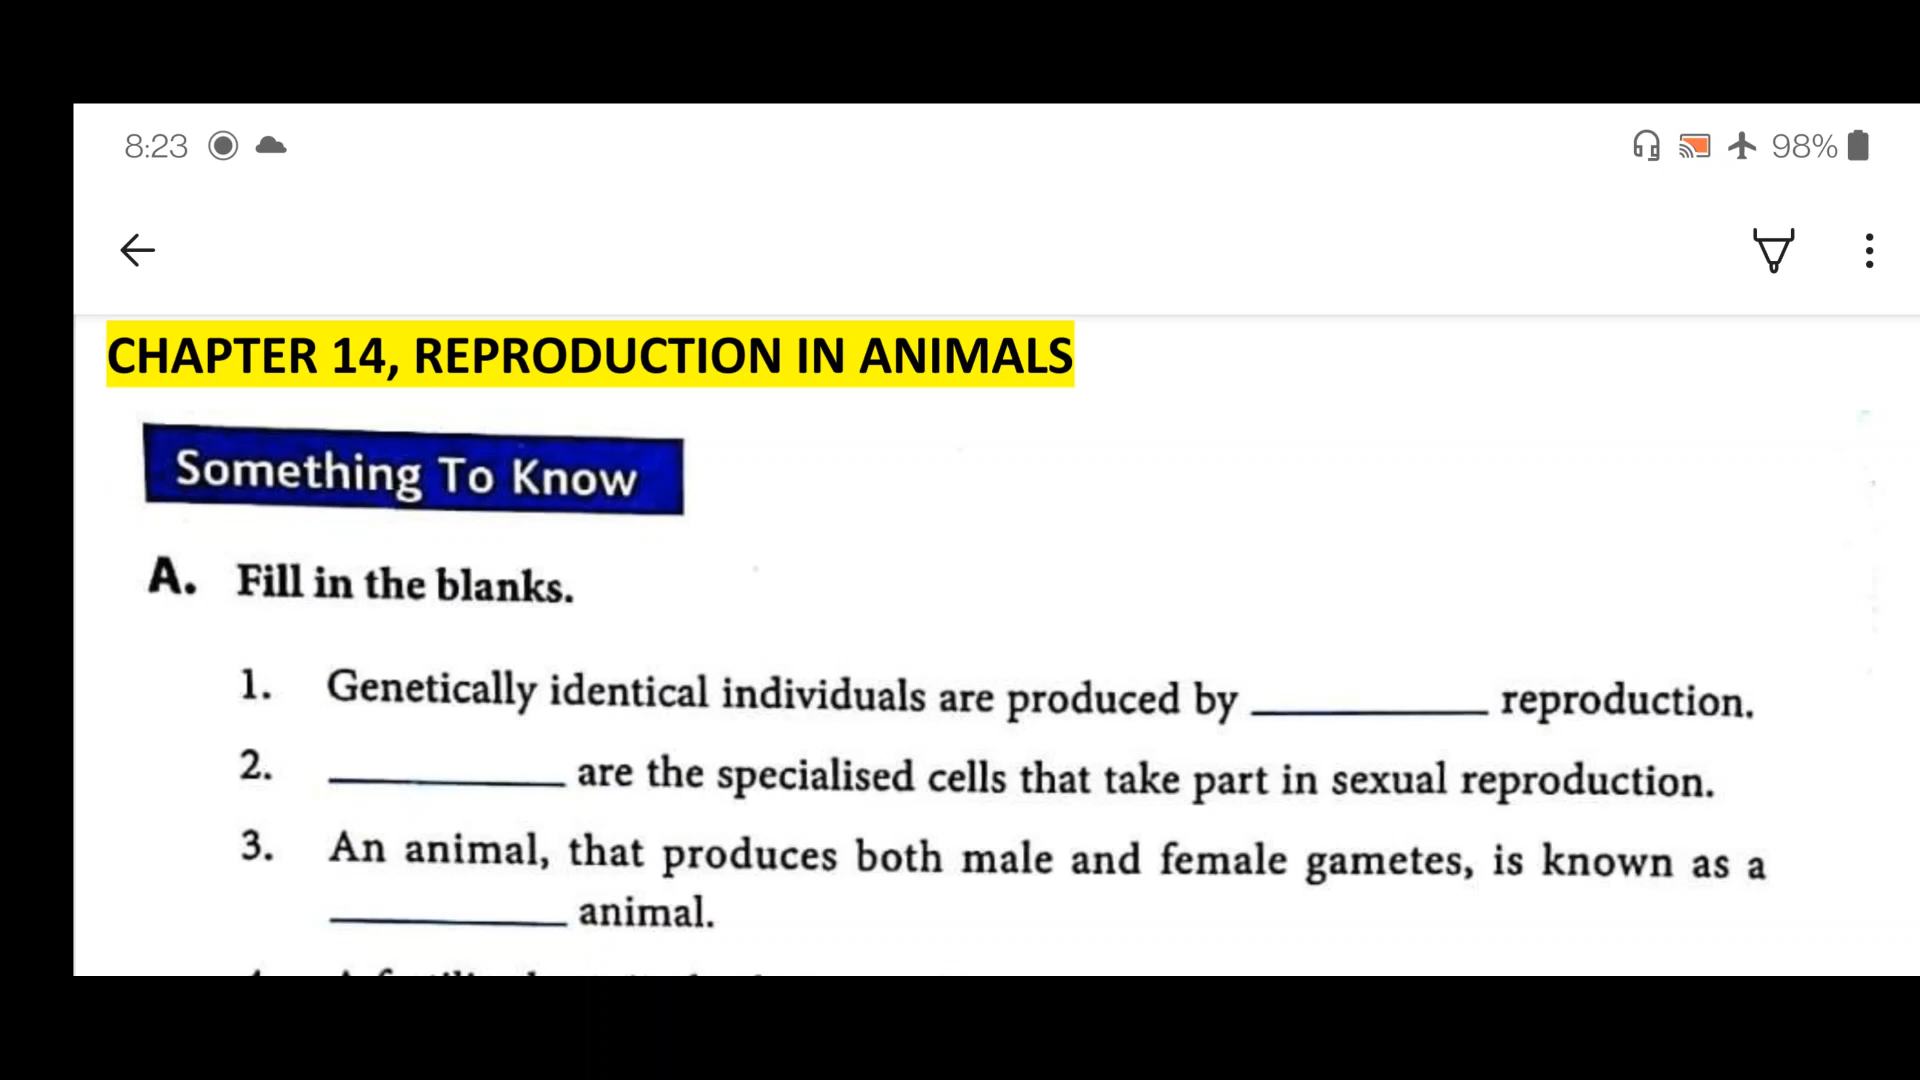 8:23 98%
CHAPTER 14, REPRODUCTION IN ANIMALS
Something To Know
A. Fill in the blanks.
1. Genetically identical individuals are produced by __________ reproduction.
2. __________ are the specialised cells that take part in sexual reproduction.
3. An animal, that produces both male and female gametes, is known as a
__________ animal.